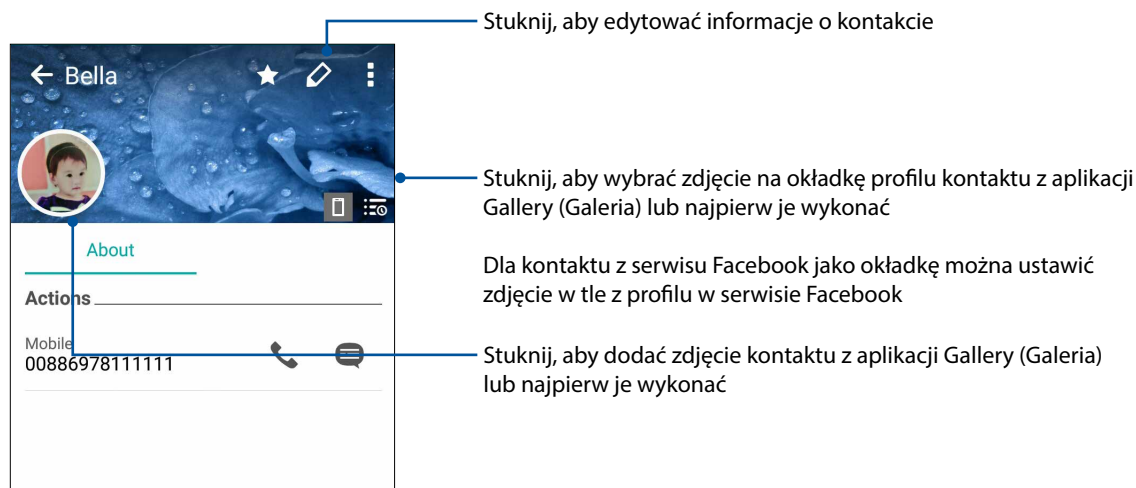 Stuknij, aby edytować informacje o kontakcie
Bella
Stuknij, aby wybrać zdjęcie na okładkę profilu kontaktu z aplikacji
Gallery (Galeria) lub najpierw je wykonać
About
Dla kontaktu z serwisu Facebook jako okładkę można ustawić
zdjęcie w tle z profilu w serwisie Facebook
Actions
Mobile
00886978111111
Stuknij, aby dodać zdjęcie kontaktu z aplikacji Gallery (Galeria)
lub najpierw je wykonać